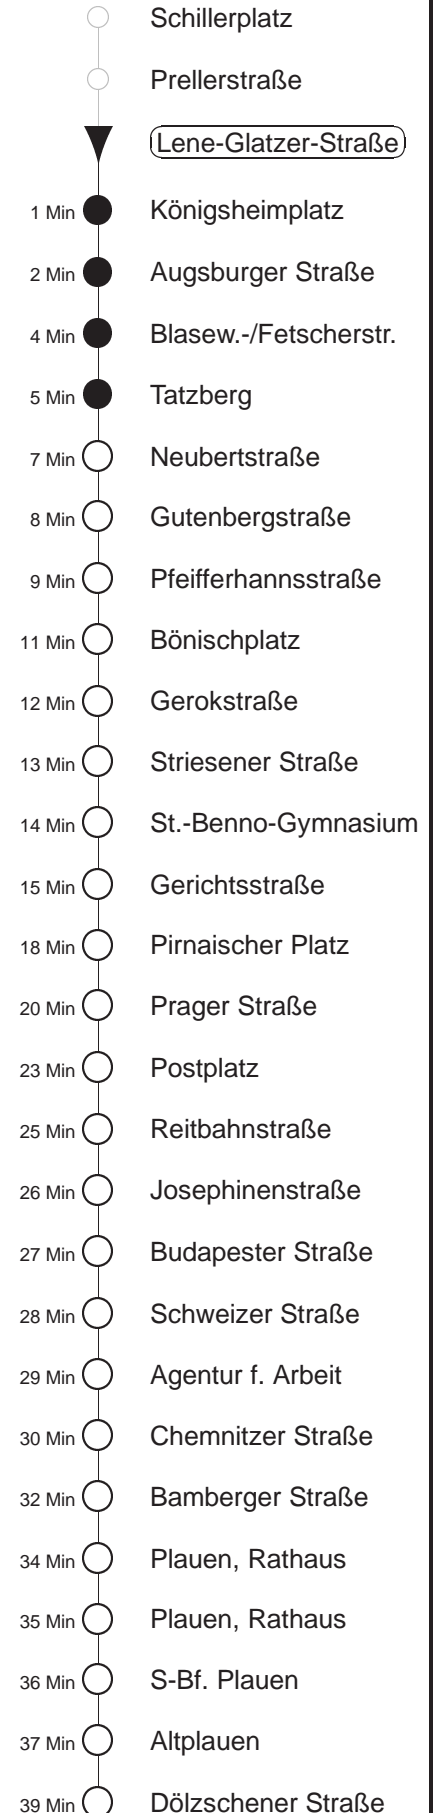 Schillerplatz
Prellerstraße
Lene-Glatzer-Straße
1 Min Königsheimplatz
2 Min Augsburger Straße
4 Min Blasew.-/Fetscherstr.
5 Min Tatzberg
7 Min Neubertstraße
8 Min Gutenbergstraße
9 Min Pfeifferhannsstraße
11 Min Bönischplatz
12 Min Gerokstraße
13 Min Striesener Straße
14 Min St.-Benno-Gymnasium
15 Min Gerichtsstraße
18 Min Pirnaischer Platz
20 Min Prager Straße
23 Min Postplatz
25 Min Reitbahnstraße
26 Min Josephinenstraße
27 Min Budapester Straße
28 Min Schweizer Straße
29 Min Agentur f. Arbeit
30 Min Chemnitzer Straße
32 Min Bamberger Straße
34 Min Plauen, Rathaus
35 Min Plauen, Rathaus
36 Min S-Bf. Plauen
37 Min Altplauen
39 Min Dölzschener Straße